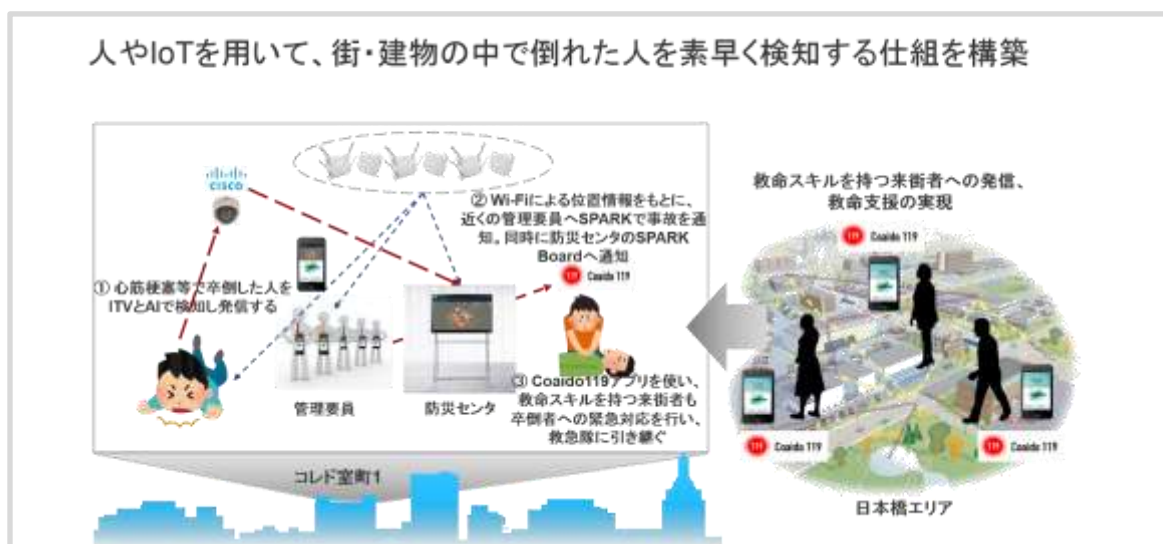 人やIoTを用いて、街・建物の中で倒れた人を素早く検知する仕組を構築
CISCO
① 心筋梗塞等で卒倒した人を
ITVとAIで検知し発信する
② Wi-Fiによる位置情報をもとに、
近くの管理要員へSPARKで事故を通
知。同時に防災センタのSPARK
Boardへ通知
119 Coaido 119
管理要員
防災センタ
③ Coaido119アプリを使い、
救命スキルを持つ来街者も
卒倒者への緊急対応を行い、
救急隊に引き継ぐ
コレド室町1
救命スキルを持つ来街者への発信、
救命支援の実現
119 Coaido 119
119 Coaido 119
119 Coaido 119
日本橋エリア